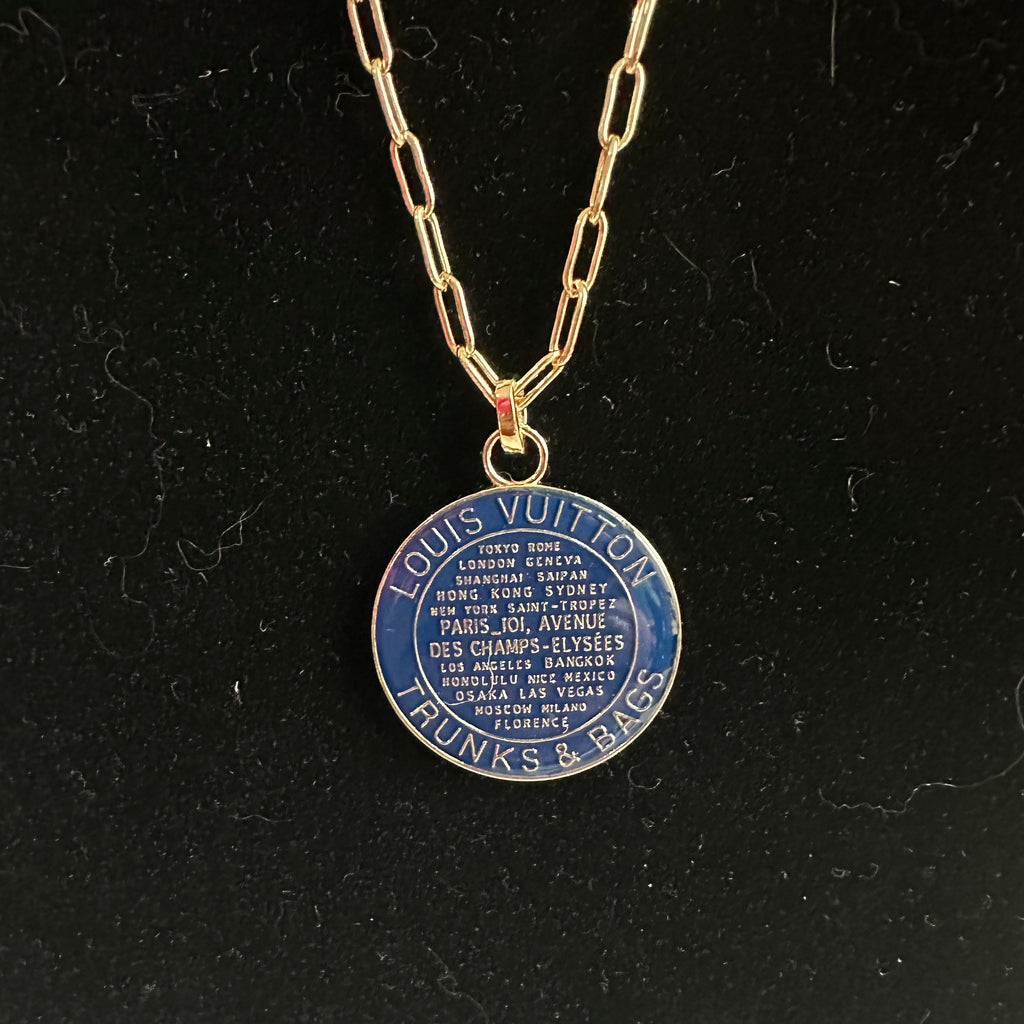 LOUIS VUITTON
TOKYO ROME
LONDON GENEVA
SHANGHAI SAIPAN
HONG KONG SYDNEY
NEW YORK SAINT-TROPEZ
PARIS_101, AVENUE
DES CHAMPS-ELYSÉES
LOS ANGELES BANGKOK
HONOLULU NICE MEXICO
OSAKA LAS VEGAS
MOSCOW MILANO
FLORENCE
TRUNKS & BAGS